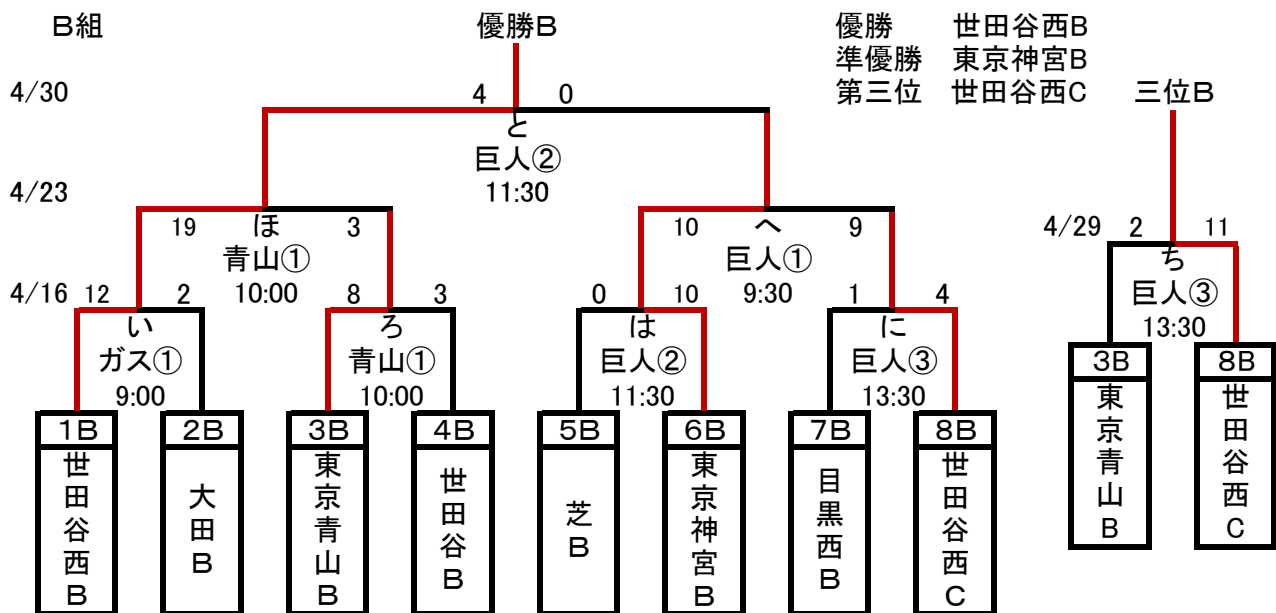 B組
優勝B
優勝 世田谷西B
準優勝 東京神宮B
第三位 世田谷西C
三位B
4/30
4 0
と
巨人②
11:30
4/23
19 ほ 3
青山①
10:00
10 へ 9
巨人①
9:30
4/29 2 11
ち
巨人③
13:30
3B 8B
東京青山B
世田谷西C
4/16
12 2
い
ガス①
9:00
8 3
ろ
青山①
10:00
0 10
は
巨人②
11:30
1 4
に
巨人③
13:30
1B 2B 3B 4B 5B 6B 7B 8B
世田谷西B
大田B
東京青山B
世田谷B
芝B
東京神宮B
目黒西B
世田谷西C